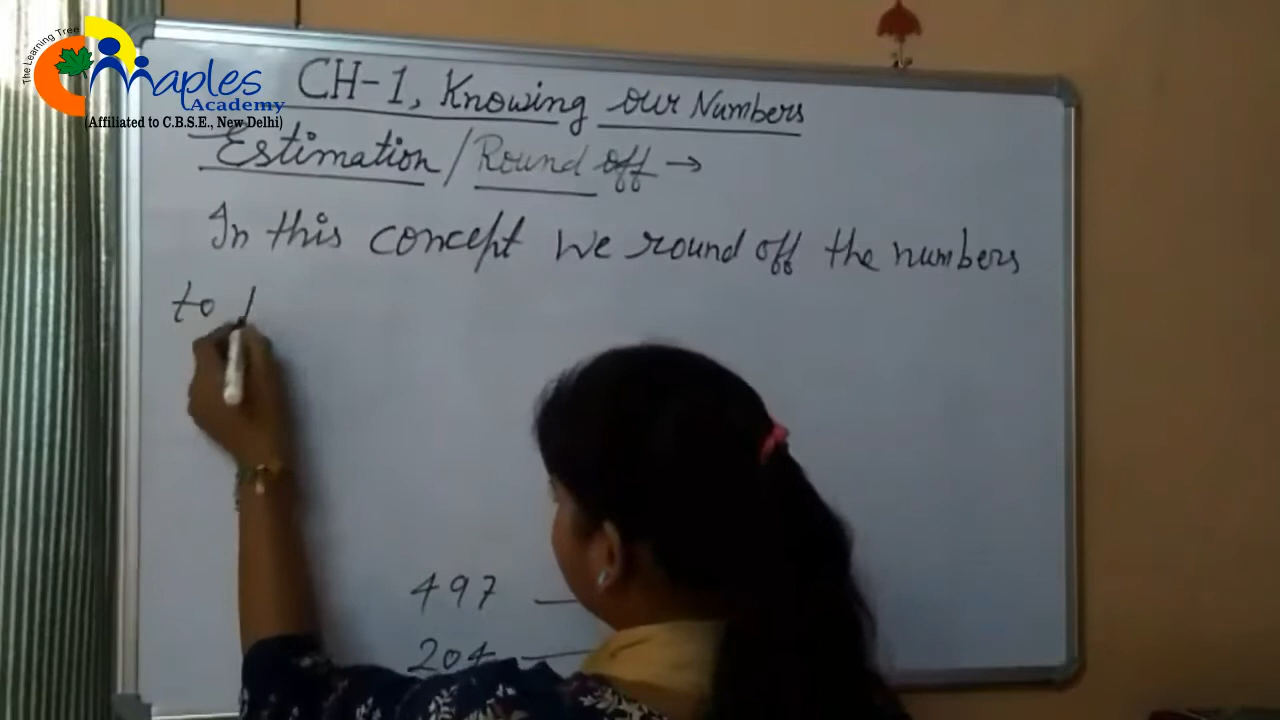 The Learning Tree
Maples
Academy
(Affiliated to C.B.S.E., New Delhi)
CH-1, Knowing our Numbers
Estimation / Round off →
In this concept we round off the numbers
to
497 —
204 —